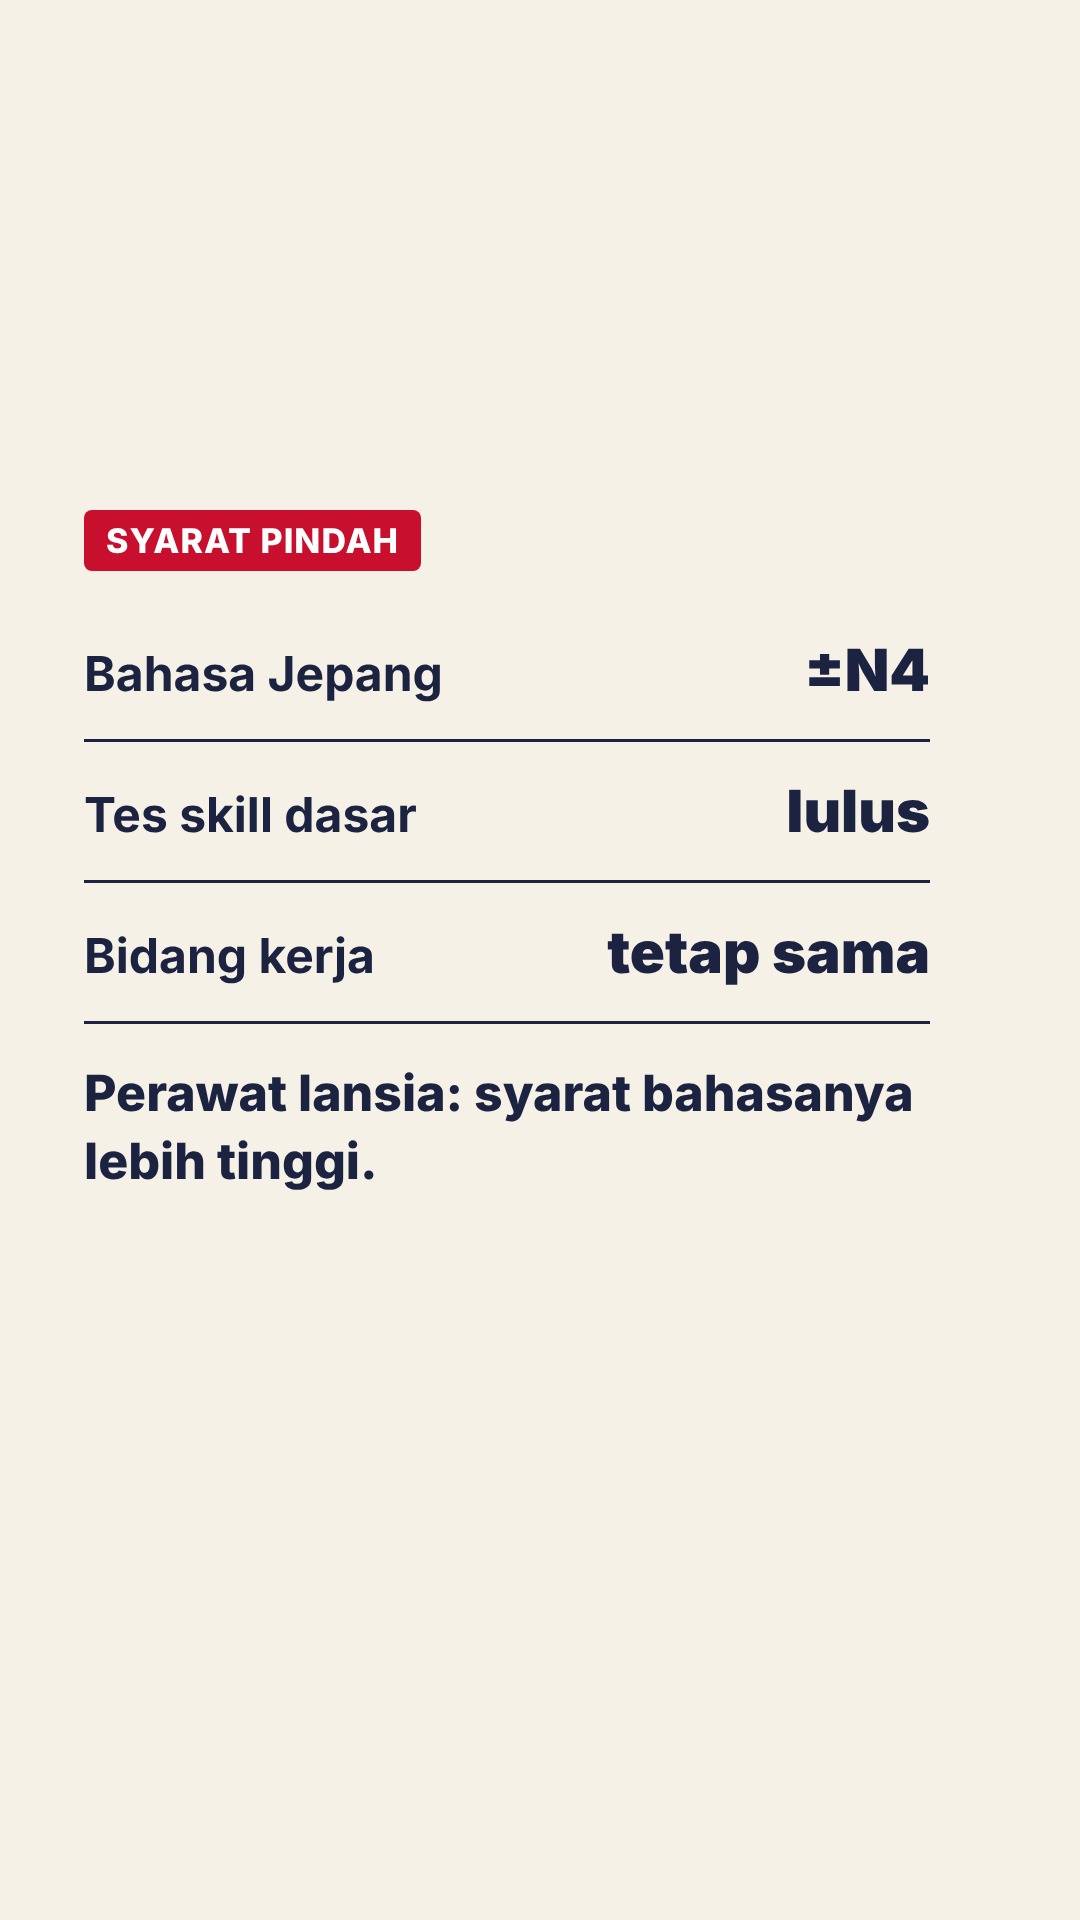 SYARAT PINDAH
Bahasa Jepang ±N4
Tes skill dasar lulus
Bidang kerja tetap sama
Perawat lansia: syarat bahasanya
lebih tinggi.